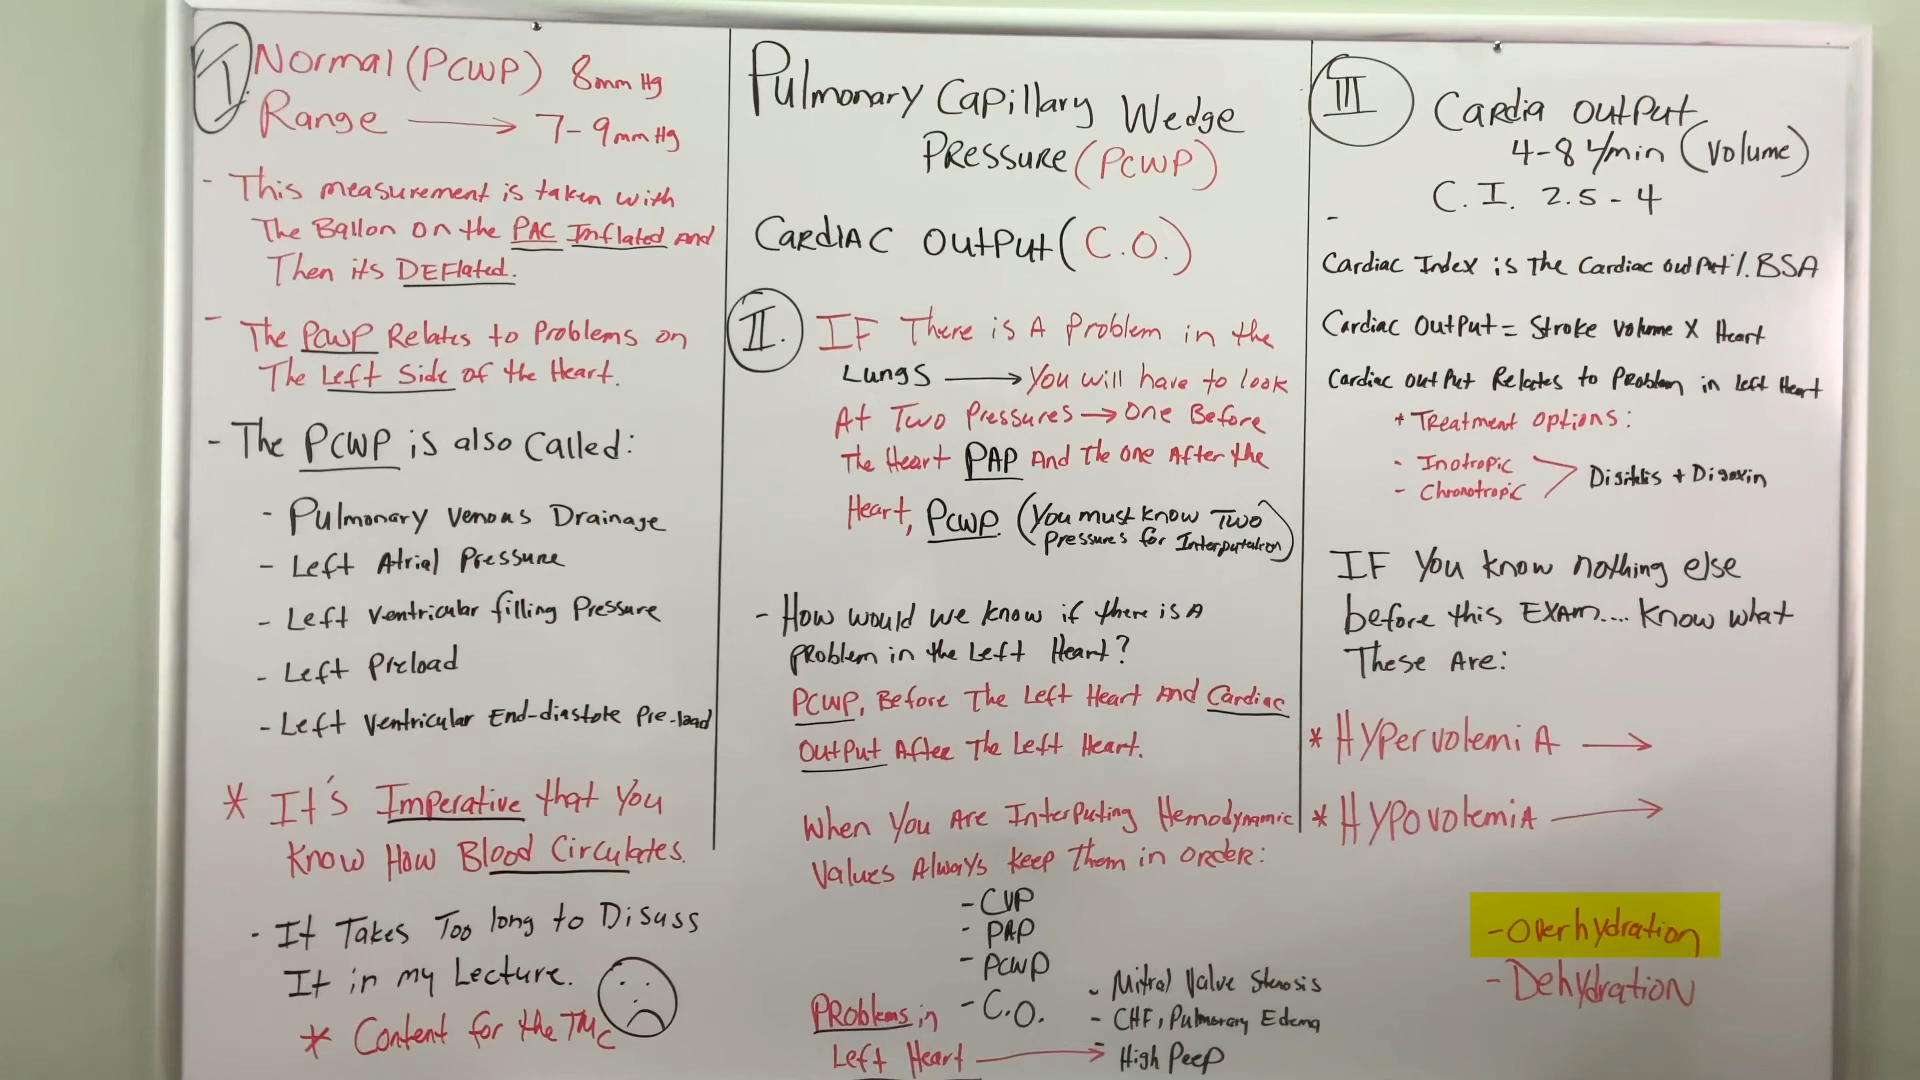 I.
Normal (PCWP) 8mmHg
Range → 7-9mmHg
- This measurement is taken with
The Ballon on the PAC Inflated And
Then its DEFlated.
- The PCWP Relates to Problems on
The Left Side of the Heart.
- The PCWP is also called:
- Pulmonary venous Drainage
- Left Atrial Pressure
- Left ventricular filling Pressure
- Left Preload
- Left ventricular End-diastole Pre-load
* It's Imperative that You
Know How Blood Circulates.
- It Takes Too long to Disuss
It in my Lecture.
* Content for the TMC
Pulmonary Capillary Wedge
Pressure (PCWP)
CARDIAC OUTPUT (C.O.)
II.
IF There is A Problem in the
Lungs → You will have to look
At Two Pressures → One Before
The Heart PAP And The one After the
Heart, PCWP. (You must know Two
Pressures for Interputation)
- How would we know if there is A
Problem in the Left Heart?
PCWP, Before The Left Heart And Cardiac
Output After The Left Heart.
When You Are Interputing Hemodynamic
Values Always keep Them in order:
- CVP
- PAP
- PCWP
- C.O.
Problems in
Left Heart →
- Mitral Valve Stenosis
- CHF, Pulmonary Edema
- High Peep
III
Cardia Output
4-8 L/min (Volume)
C.I. 2.5-4
-
Cardiac Index is The Cardiac output ./. BSA
Cardiac Output = Stroke volume X Heart
Cardiac output Relates to Problem in Left Heart
* Treatment Options:
- Inotropic
- Chronotropic
+ Digoxin
IF You know nothing else
before this EXAM.... Know what
These Are:
* Hypervolemia →
* Hypovolemia →
- Overhydration
- Dehydration